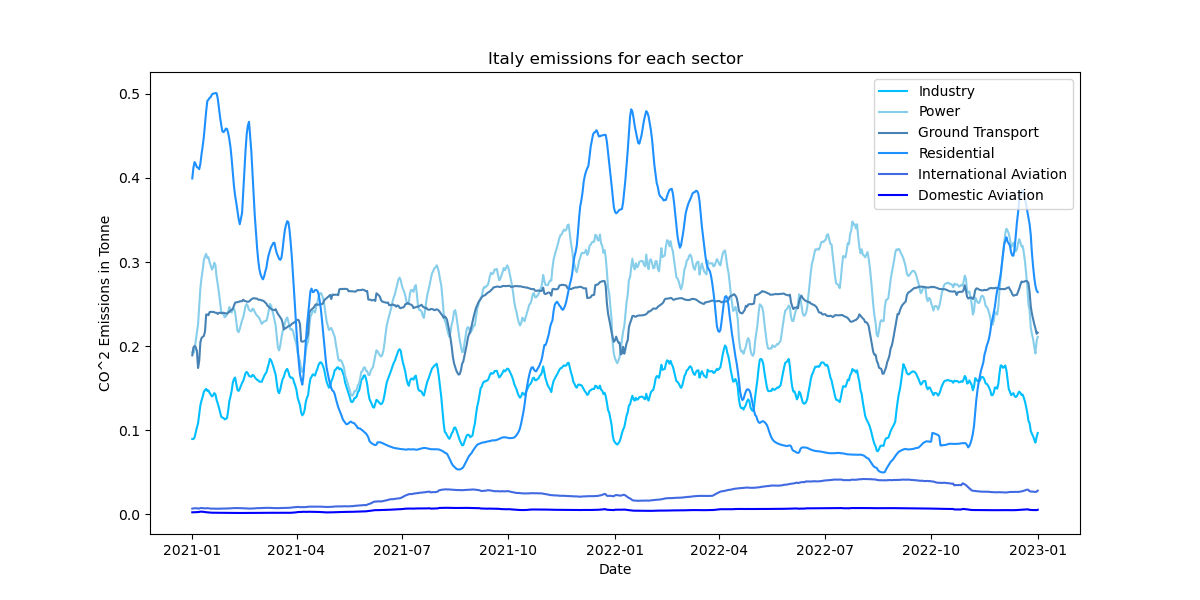 Italy emissions for each sector
Industry
Power
Ground Transport
Residential
International Aviation
Domestic Aviation
CO^2 Emissions in Tonne
0.5
0.4
0.3
0.2
0.1
0.0
2021-01 2021-04 2021-07 2021-10 2022-01 2022-04 2022-07 2022-10 2023-01
Date